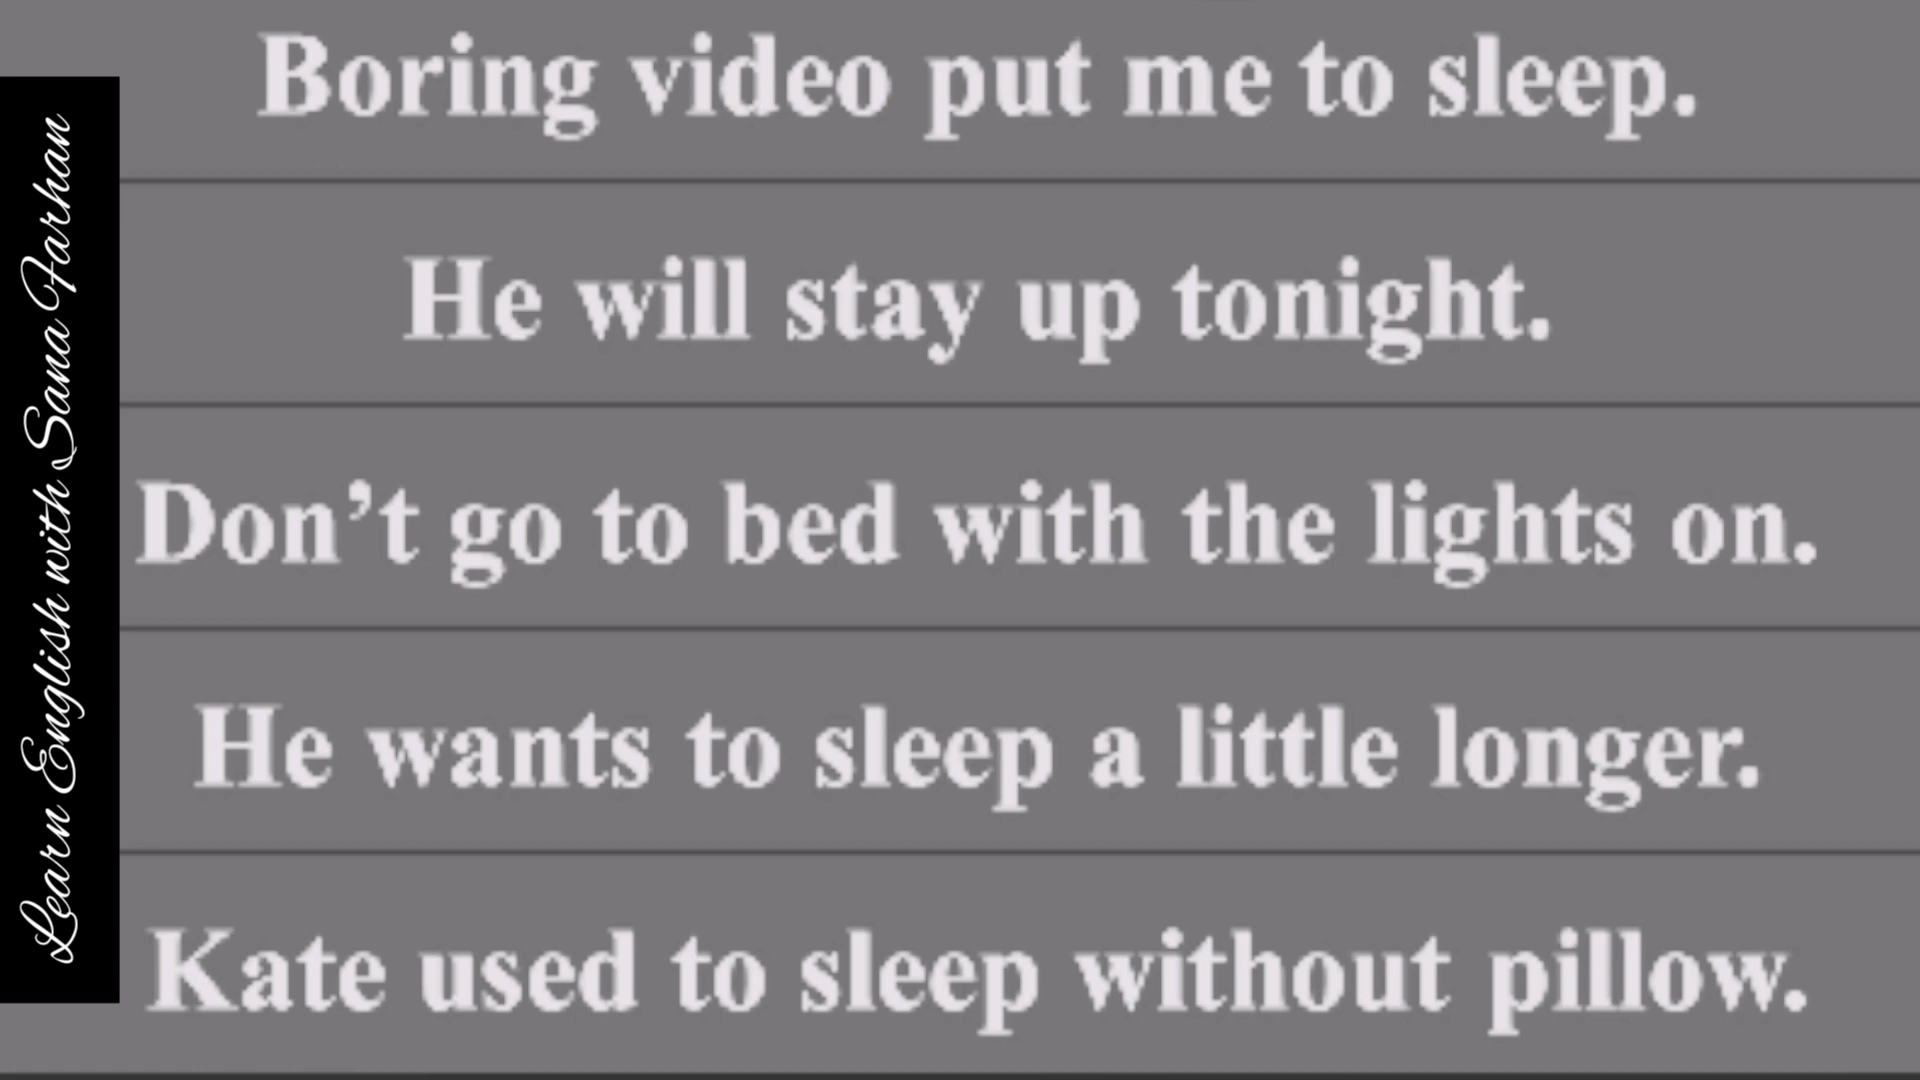 Boring video put me to sleep.
He will stay up tonight.
Don’t go to bed with the lights on.
He wants to sleep a little longer.
Kate used to sleep without pillow.
Learn English with Sana Farhan